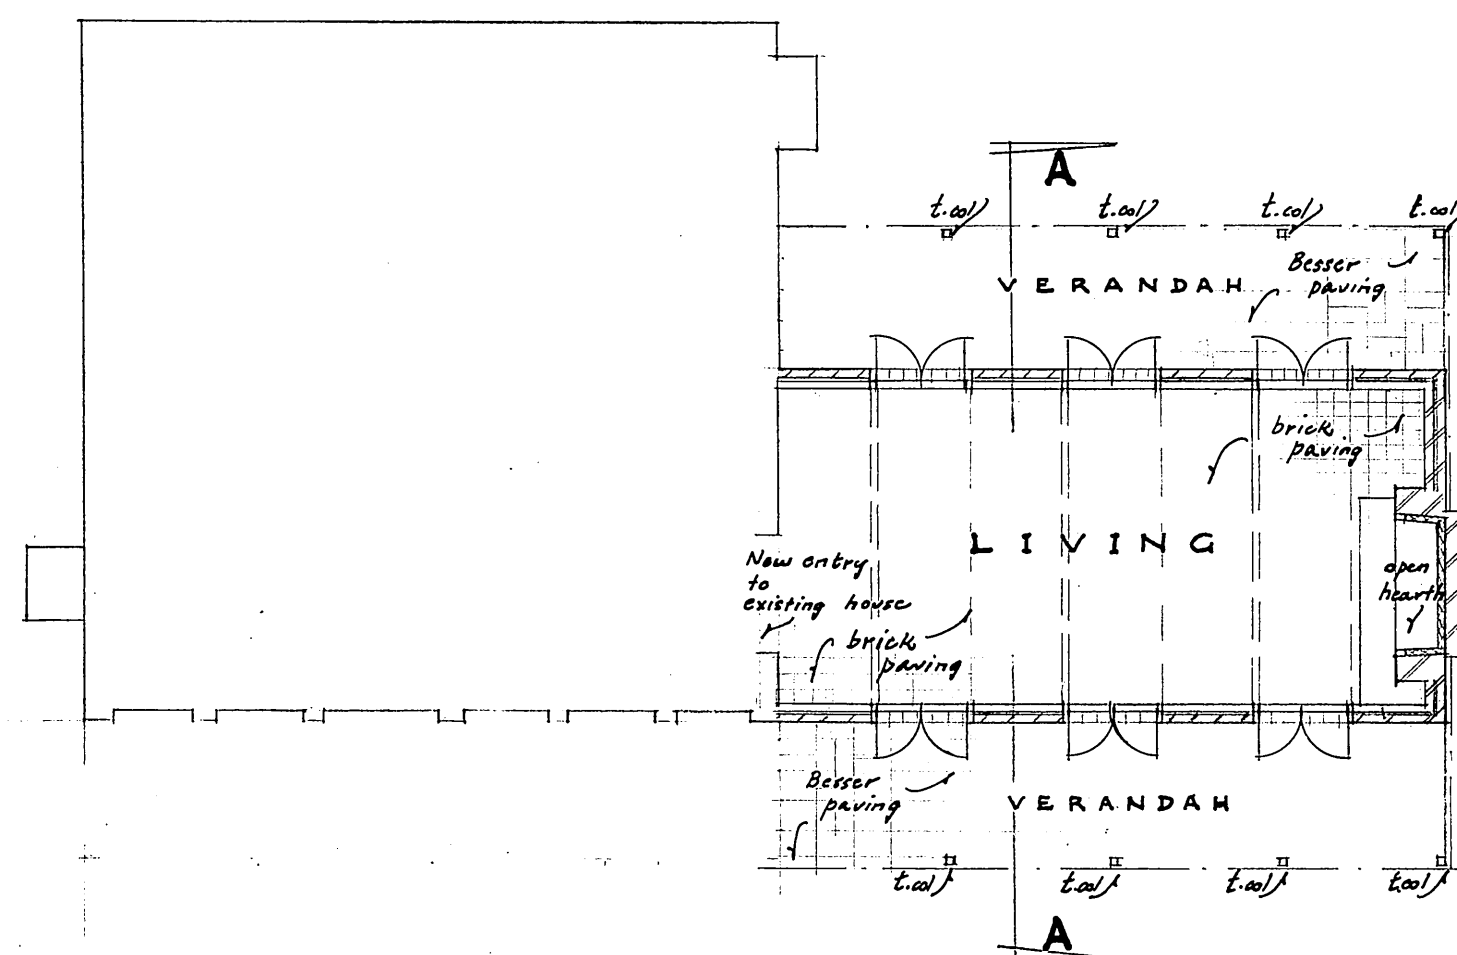 A
t.col
t.col
t.col
t.col
Besser
paving
VERANDAH
brick
paving
LIVING
New entry
to
existing house
open
hearth
brick
paving
Besser
paving
VERANDAH
t.col
t.col
t.col
t.col
A